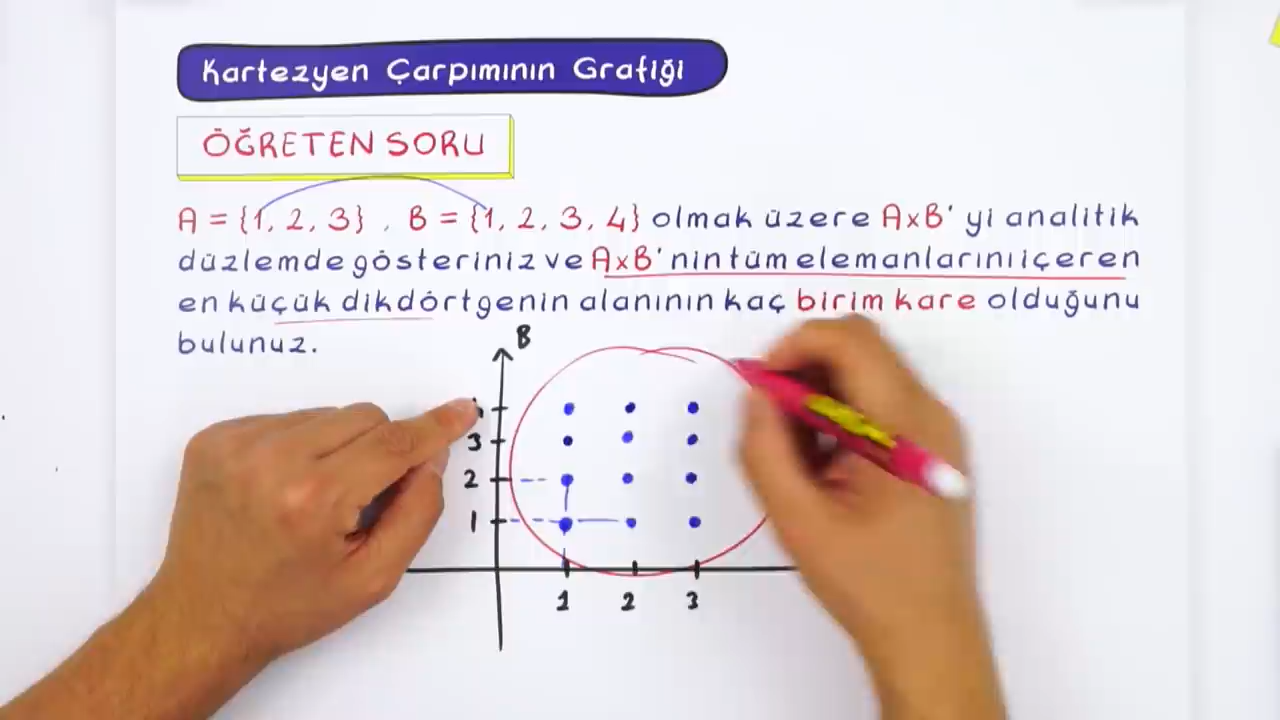 Kartezyen Çarpımının Grafiği
ÖĞRETEN SORU
A = {1, 2, 3} , B = {1, 2, 3, 4} olmak üzere AxB' yi analitik
düzlemde gösteriniz ve AxB' nin tüm elemanlarını içeren
en küçük dikdörtgenin alanının kaç birim kare olduğunu
bulunuz.
B
3
2
1
1 2 3